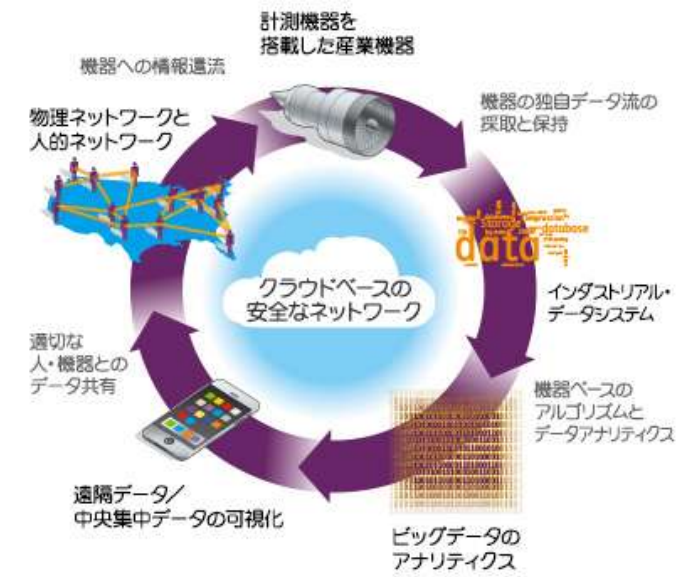 計測機器を
搭載した産業機器
機器への情報還流
機器の独自データ流の
採取と保持
物理ネットワークと
人的ネットワーク
Storage
database
data
クラウドベースの
安全なネットワーク
インダストリアル・
データシステム
適切な
人・機器との
データ共有
機器ベースの
アルゴリズムと
データアナリティクス
遠隔データ/
中央集中データの可視化
ビッグデータの
アナリティクス